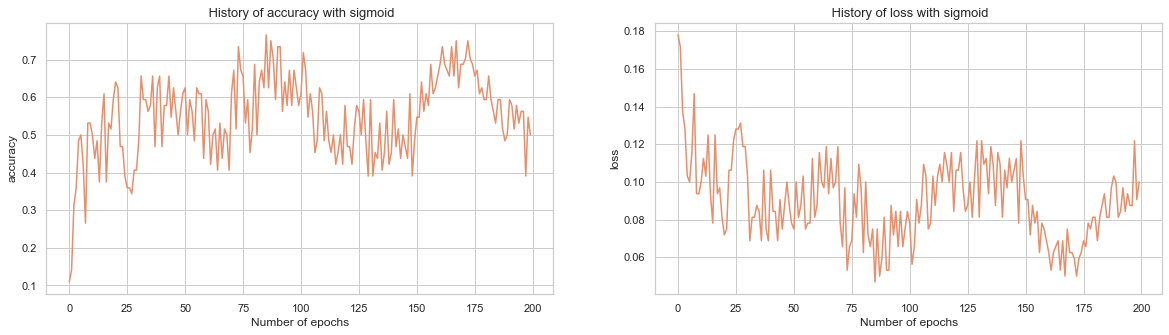 History of accuracy with sigmoid
0.7
0.6
0.5
0.4
0.3
0.2
0.1
accuracy
0 25 50 75 100 125 150 175 200
Number of epochs
History of loss with sigmoid
0.18
0.16
0.14
0.12
0.10
0.08
0.06
loss
0 25 50 75 100 125 150 175 200
Number of epochs